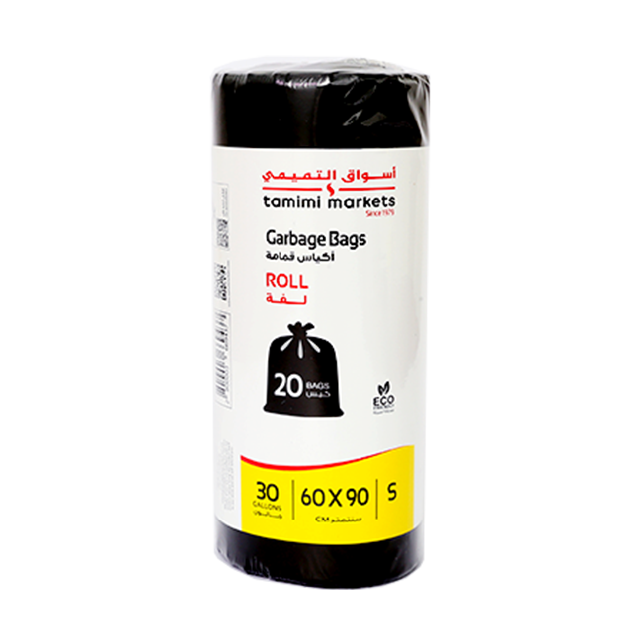 أسواق التميمي
tamimi markets
Since 1979
Garbage Bags
أكياس قمامة
ROLL
لفة
20 BAGS
كيس
ECO
30 GALLONS
جالون
60 X 90
CM سنتمتر
S